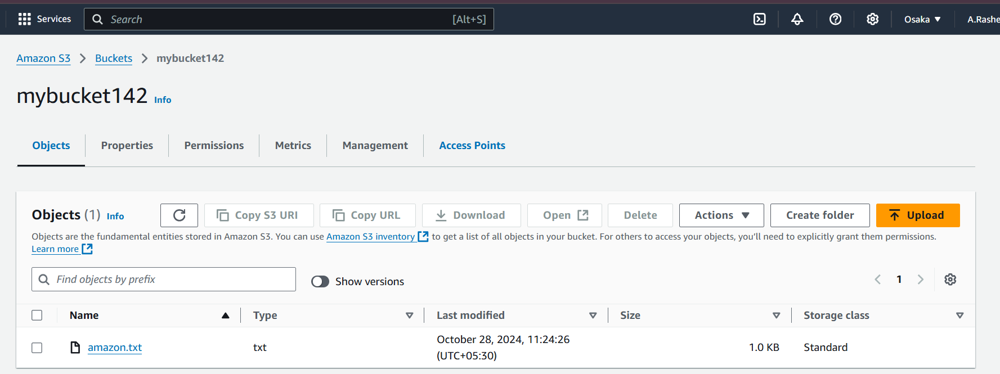 Services Search [Alt+S] Osaka A.Rashe
Amazon S3 Buckets mybucket142
mybucket142 Info
Objects Properties Permissions Metrics Management Access Points
Objects (1) Info Copy S3 URI Copy URL Download Open Delete Actions Create folder Upload
Objects are the fundamental entities stored in Amazon S3. You can use Amazon S3 inventory to get a list of all objects in your bucket. For others to access your objects, you’ll need to explicitly grant them permissions.
Learn more
Find objects by prefix Show versions 1
Name Type Last modified Size Storage class
amazon.txt txt October 28, 2024, 11:24:26 (UTC+05:30) 1.0 KB Standard